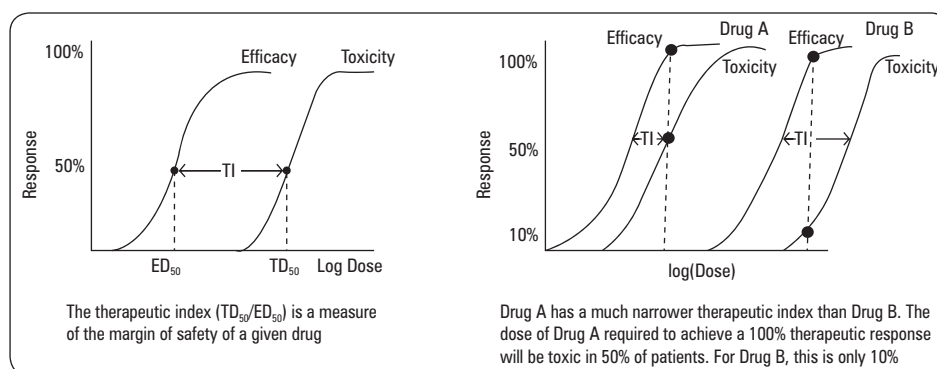 100%
Efficacy
Toxicity
Response
50%
TI
ED50
TD50
Log Dose
The therapeutic index (TD50/ED50) is a measure
of the margin of safety of a given drug
Efficacy
Drug A
Efficacy
Drug B
100%
Toxicity
Toxicity
Response
50%
TI
TI
10%
log(Dose)
Drug A has a much narrower therapeutic index than Drug B. The
dose of Drug A required to achieve a 100% therapeutic response
will be toxic in 50% of patients. For Drug B, this is only 10%